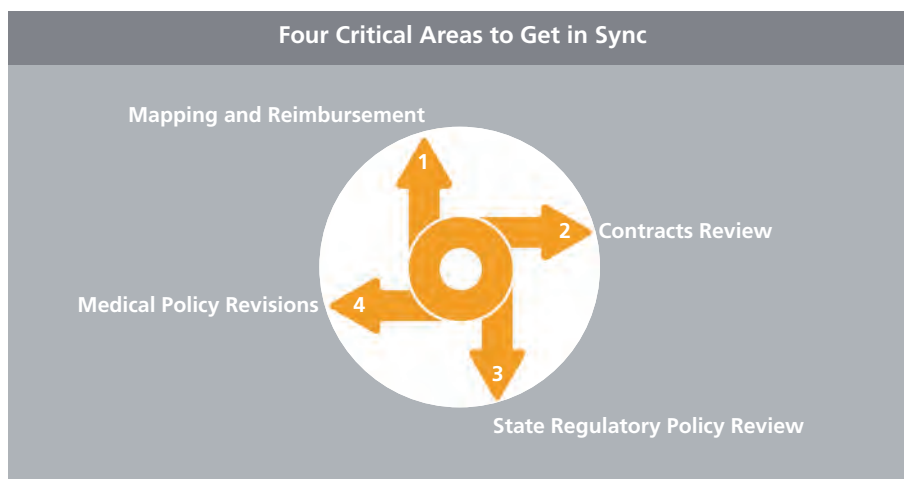 Four Critical Areas to Get in Sync
Mapping and Reimbursement
1
2 Contracts Review
Medical Policy Revisions 4
3
State Regulatory Policy Review